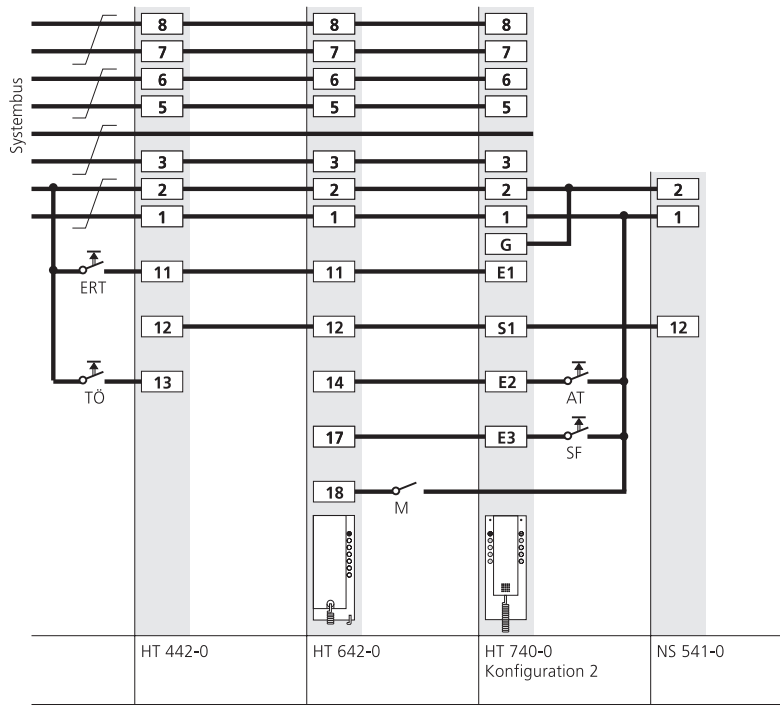 Systembus
8 8 8
7 7 7
6 6 6
5 5 5
3 3 3
2 2 2 2
1 1 1 1
G
ERT 11 11 E1
12 12 S1 12
TÖ 13 14 E2 AT
17 E3 SF
18 M
HT 442-0 HT 642-0 HT 740-0 NS 541-0
Konfiguration 2